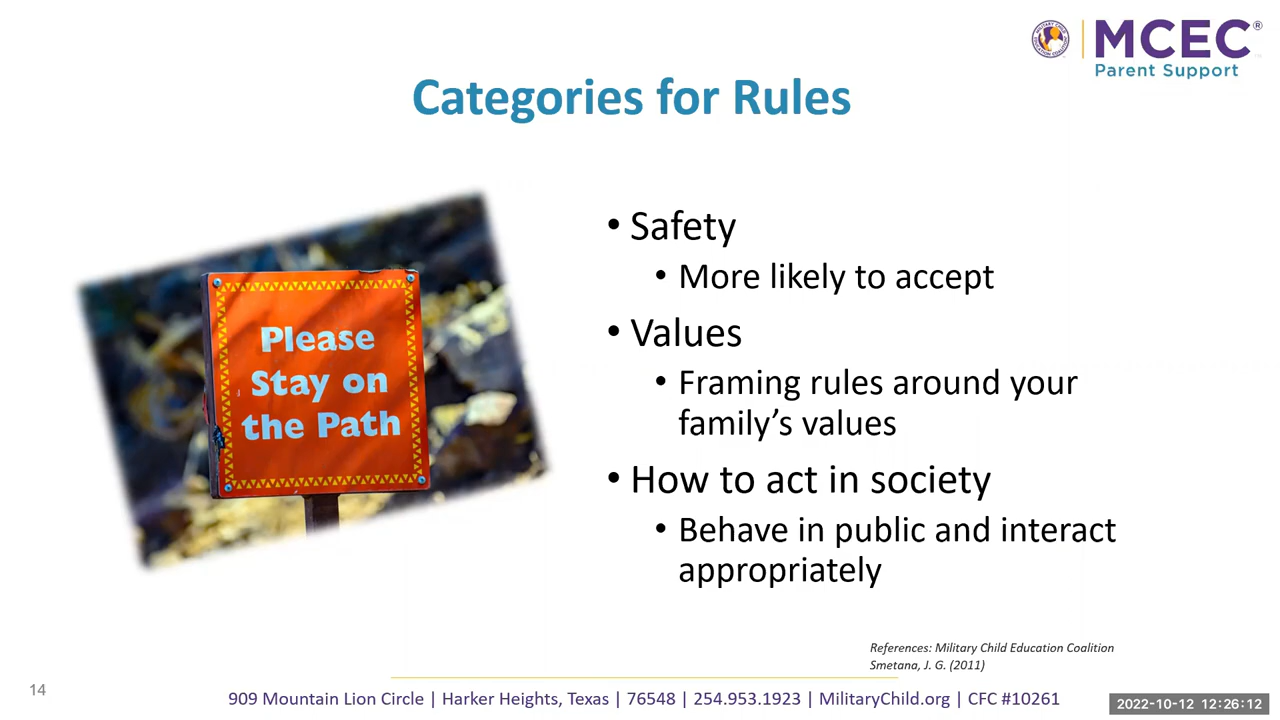 MCEC®
Parent Support
Categories for Rules
Please
Stay on
the Path
• Safety
• More likely to accept
• Values
• Framing rules around your
family’s values
• How to act in society
• Behave in public and interact
appropriately
References: Military Child Education Coalition
Smetana, J. G. (2011)
14
909 Mountain Lion Circle | Harker Heights, Texas | 76548 | 254.953.1923 | MilitaryChild.org | CFC #10261
2022-10-12 12:26:12